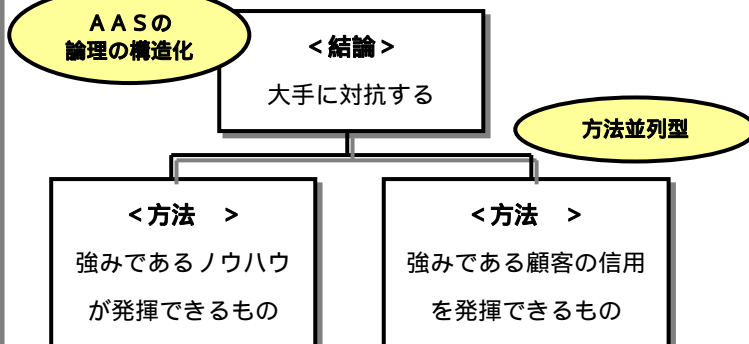 ＡＡＳの
論理の構造化
＜結論＞
大手に対抗する
方法並列型
＜方法　＞
強みであるノウハウ
が発揮できるもの
＜方法　＞
強みである顧客の信用
を発揮できるもの